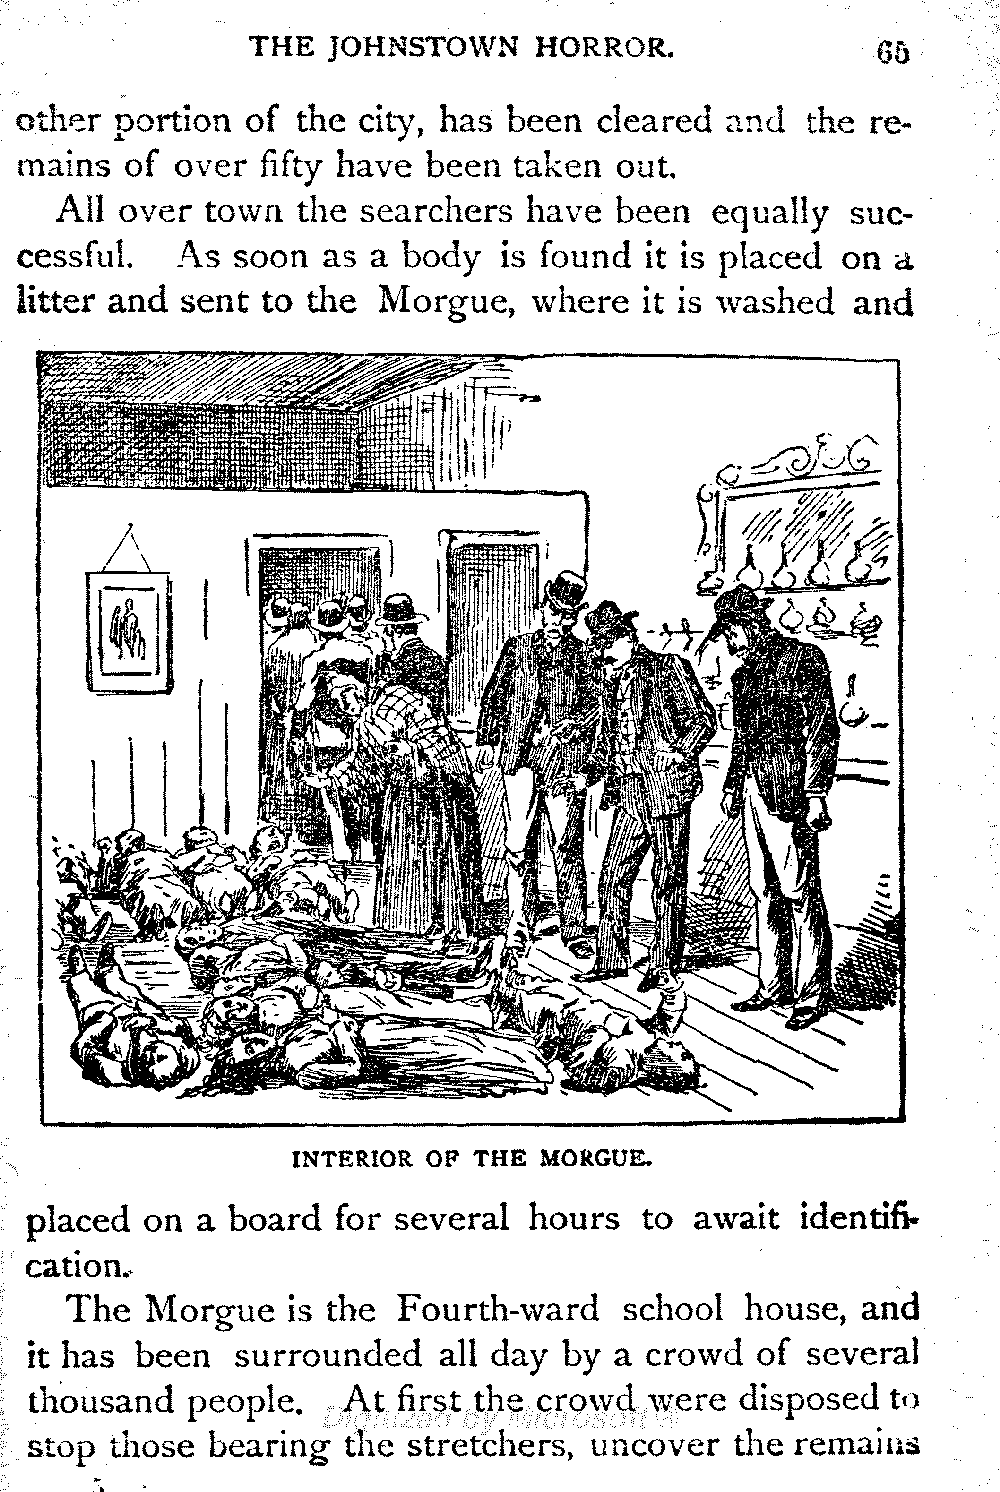 THE JOHNSTOWN HORROR. 65
other portion of the city, has been cleared and the re-
mains of over fifty have been taken out.
All over town the searchers have been equally suc-
cessful. As soon as a body is found it is placed on a
litter and sent to the Morgue, where it is washed and
INTERIOR OF THE MORGUE.
placed on a board for several hours to await identifi-
cation.
The Morgue is the Fourth-ward school house, and
it has been surrounded all day by a crowd of several
thousand people. At first the crowd were disposed to
Digitized by Microsoft®
stop those bearing the stretchers, uncover the remains